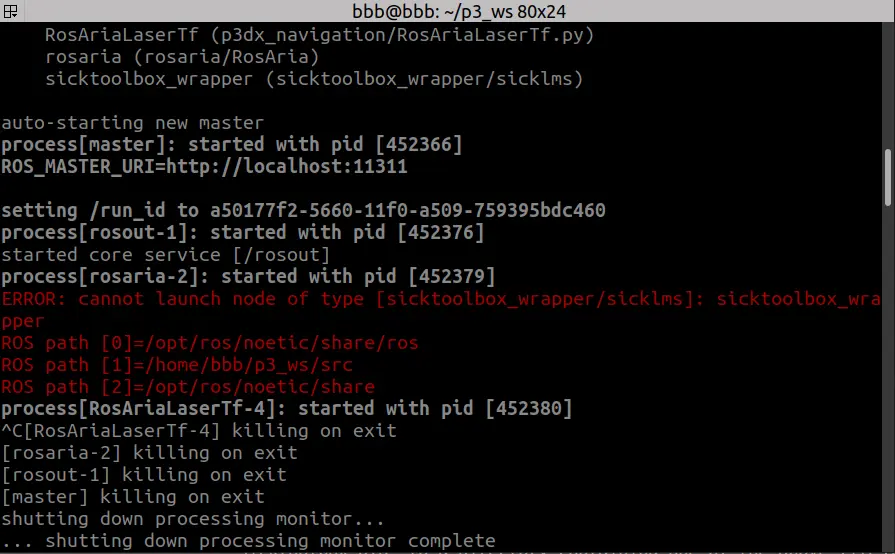 bbb@bbb: ~/p3_ws 80x24
RosAriaLaserTf (p3dx_navigation/RosAriaLaserTf.py)
rosaria (rosaria/RosAria)
sicktoolbox_wrapper (sicktoolbox_wrapper/sicklms)
auto-starting new master
process[master]: started with pid [452366]
ROS_MASTER_URI=http://localhost:11311
setting /run_id to a50177f2-5660-11f0-a509-759395bdc460
process[rosout-1]: started with pid [452376]
started core service [/rosout]
process[rosaria-2]: started with pid [452379]
ERROR: cannot launch node of type [sicktoolbox_wrapper/sicklms]: sicktoolbox_wra
pper
ROS path [0]=/opt/ros/noetic/share/ros
ROS path [1]=/home/bbb/p3_ws/src
ROS path [2]=/opt/ros/noetic/share
process[RosAriaLaserTf-4]: started with pid [452380]
^C[RosAriaLaserTf-4] killing on exit
[rosaria-2] killing on exit
[rosout-1] killing on exit
[master] killing on exit
shutting down processing monitor...
... shutting down processing monitor complete